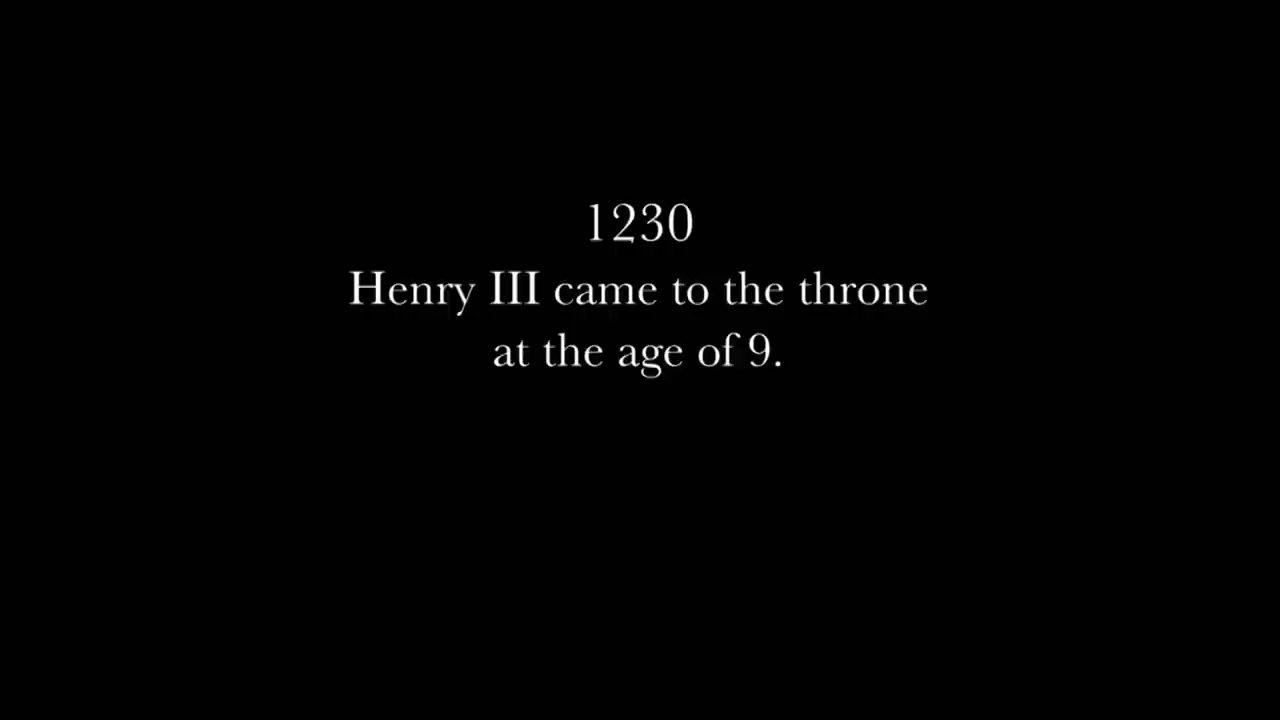 1230
Henry III came to the throne
at the age of 9.